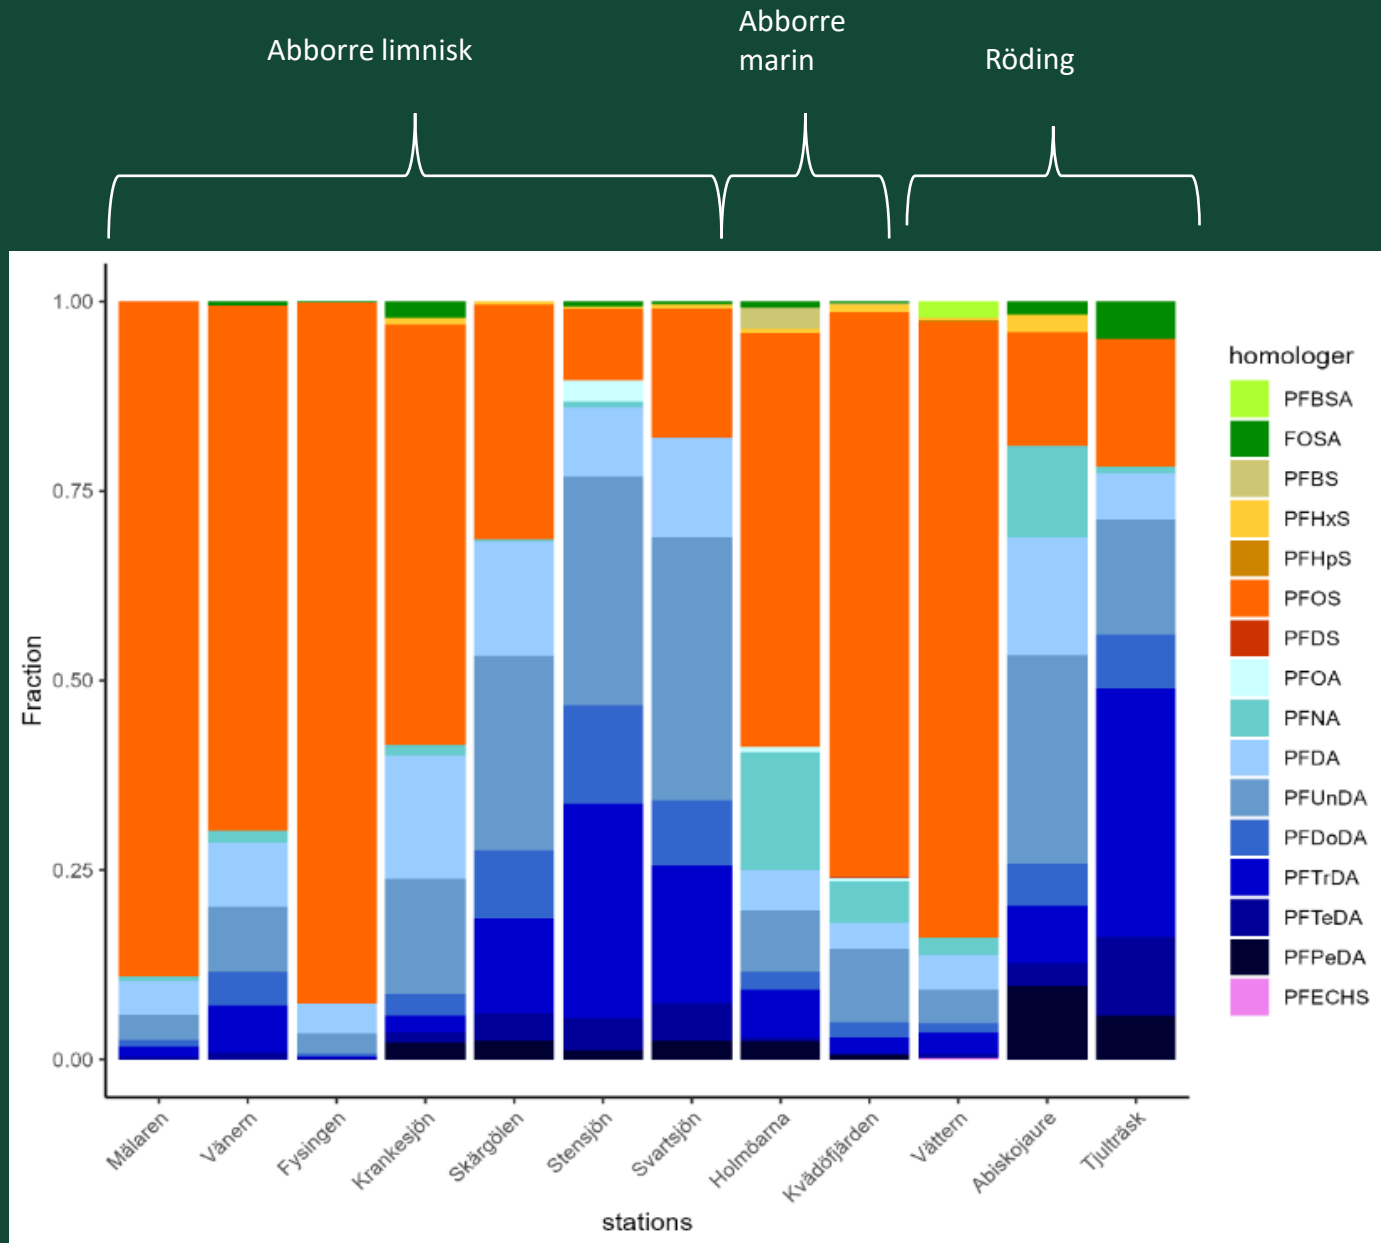 Abborre limnisk
Abborre
marin
Röding
1.00
0.75
0.50
0.25
0.00
Fraction
Mälaren
Vänern
Fysingen
Krankesjön
Skärgölen
Stensjön
Svartsjön
Holmöarna
Kvädöfjärden
Vättern
Abiskojaure
Tjulträsk
stations
homologer
PFBSA
FOSA
PFBS
PFHxS
PFHpS
PFOS
PFDS
PFOA
PFNA
PFDA
PFUnDA
PFDoDA
PFTrDA
PFTeDA
PFPeDA
PFECHS